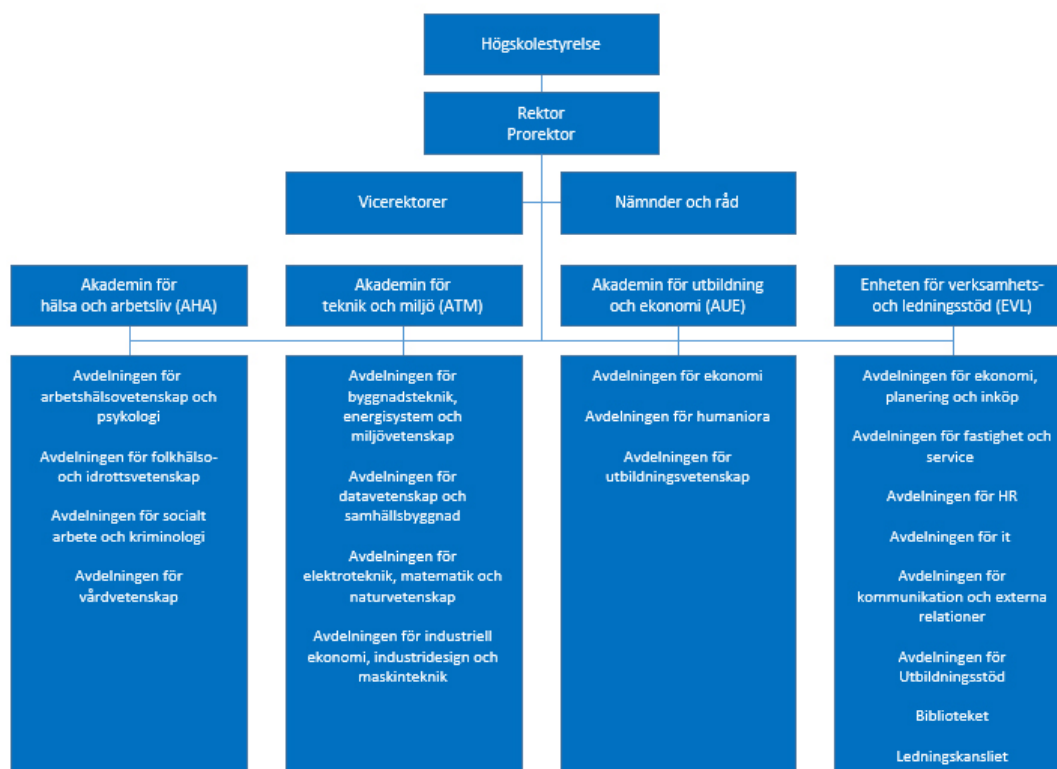 Högskolestyrelse
Rektor
Prorektor
Vicerektorer
Nämnder och råd
Akademin för
hälsa och arbetsliv (AHA)
Akademin för
teknik och miljö (ATM)
Akademin för utbildning
och ekonomi (AUE)
Enheten för verksamhets-
och ledningsstöd (EVL)
Avdelningen för
arbetshälsovetenskap och
psykologi
Avdelningen för folkhälso-
och idrottsvetenskap
Avdelningen för socialt
arbete och kriminologi
Avdelningen för
vårdvetenskap
Avdelningen för
byggnadsteknik,
energisystem och
miljövetenskap
Avdelningen för
datavetenskap och
samhällsbyggnad
Avdelningen för
elektroteknik, matematik och
naturvetenskap
Avdelningen för industriell
ekonomi, industridesign och
maskinteknik
Avdelningen för ekonomi
Avdelningen för humaniora
Avdelningen för
utbildningsvetenskap
Avdelningen för ekonomi,
planering och inköp
Avdelningen för fastighet och
service
Avdelningen för HR
Avdelningen för it
Avdelningen för
kommunikation och externa
relationer
Avdelningen för
Utbildningsstöd
Biblioteket
Ledningskansliet